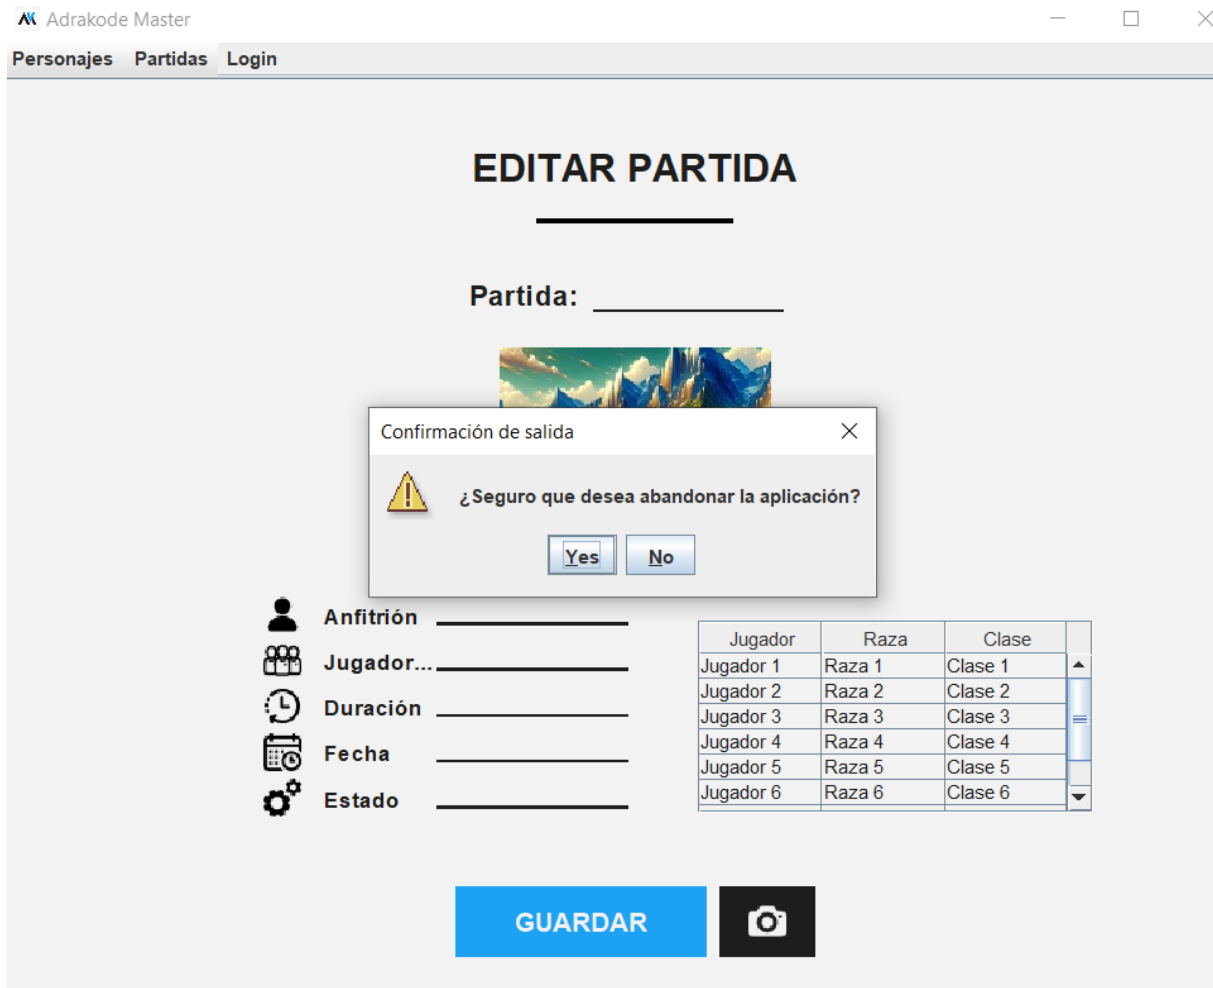 Adrakode Master
Personajes Partidas Login
EDITAR PARTIDA
Partida:
Confirmación de salida
¿Seguro que desea abandonar la aplicación?
Yes No
Anfitrión
Jugador...
Duración
Fecha
Estado
Jugador Raza Clase
Jugador 1 Raza 1 Clase 1
Jugador 2 Raza 2 Clase 2
Jugador 3 Raza 3 Clase 3
Jugador 4 Raza 4 Clase 4
Jugador 5 Raza 5 Clase 5
Jugador 6 Raza 6 Clase 6
GUARDAR